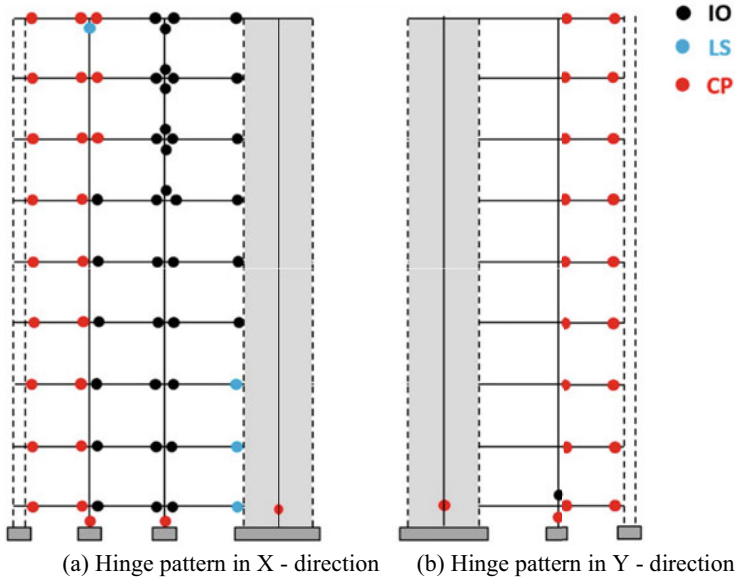 IO
LS
CP
(a) Hinge pattern in X - direction
(b) Hinge pattern in Y - direction